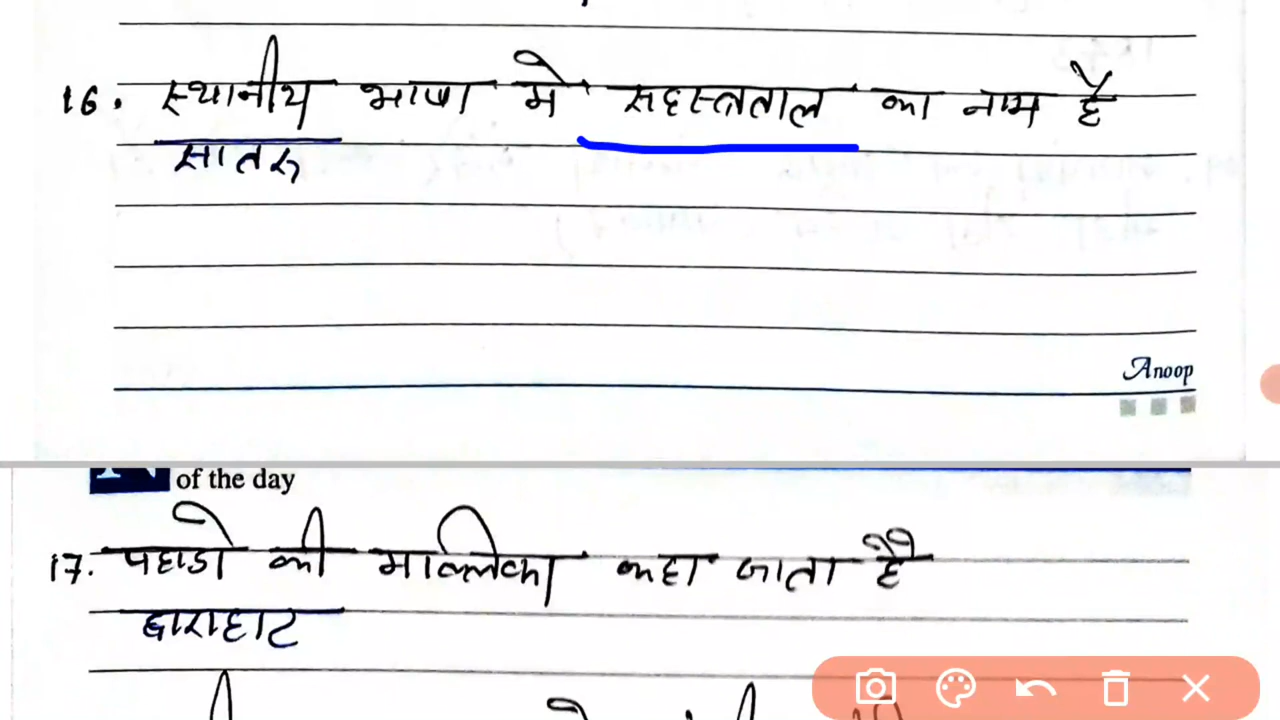 16. स्थानीय भाषा मे सहस्त्रताल का नाम है
सातरू
Anoop
of the day
17. पहाडो की मल्लिका कहा जाता है
द्वाराहाट